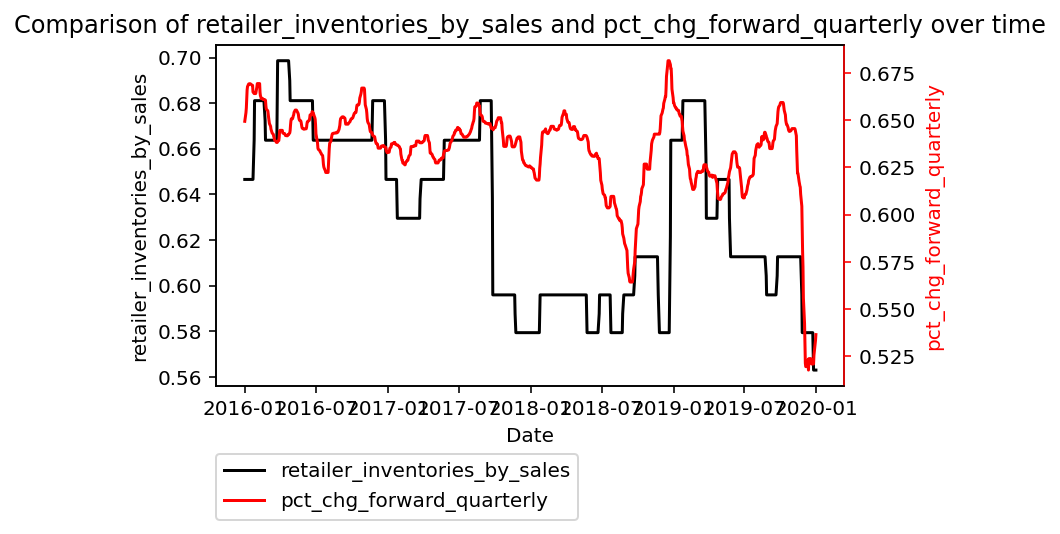 Comparison of retailer_inventories_by_sales and pct_chg_forward_quarterly over time
retailer_inventories_by_sales
0.70
0.68
0.66
0.64
0.62
0.60
0.58
0.56
pct_chg_forward_quarterly
0.675
0.650
0.625
0.600
0.575
0.550
0.525
2016-01 2016-07 2017-01 2017-07 2018-01 2018-07 2019-01 2019-07 2020-01
Date
retailer_inventories_by_sales
pct_chg_forward_quarterly